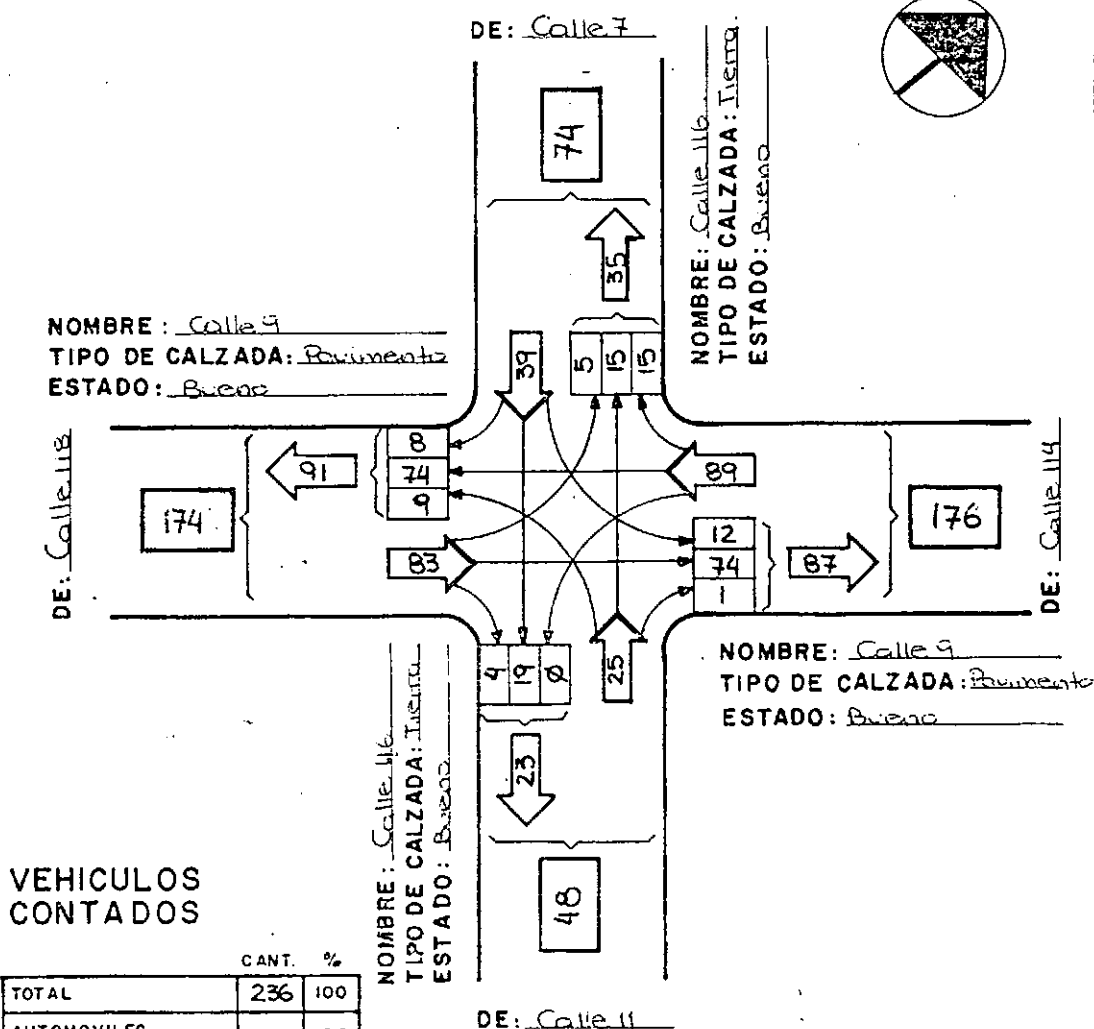 DE: Calle 7
74
NOMBRE: Calle 116
TIPO DE CALZADA: Tierra
ESTADO: Bueno
35
NOMBRE: Calle 9
TIPO DE CALZADA: Pavimento
ESTADO: Bueno
39
5
15
15
DE: Calle 118
174
91
8
74
9
83
89
12
74
1
87
176
DE: Calle 114
4
19
Ø
25
NOMBRE: Calle 9
TIPO DE CALZADA: Pavimento
ESTADO: Bueno
23
NOMBRE: Calle 116
TIPO DE CALZADA: Tierra
ESTADO: Bueno
48
VEHICULOS
CONTADOS
CANT. %
TOTAL 236 100
AUTOMOVILES
DE: Calle 11